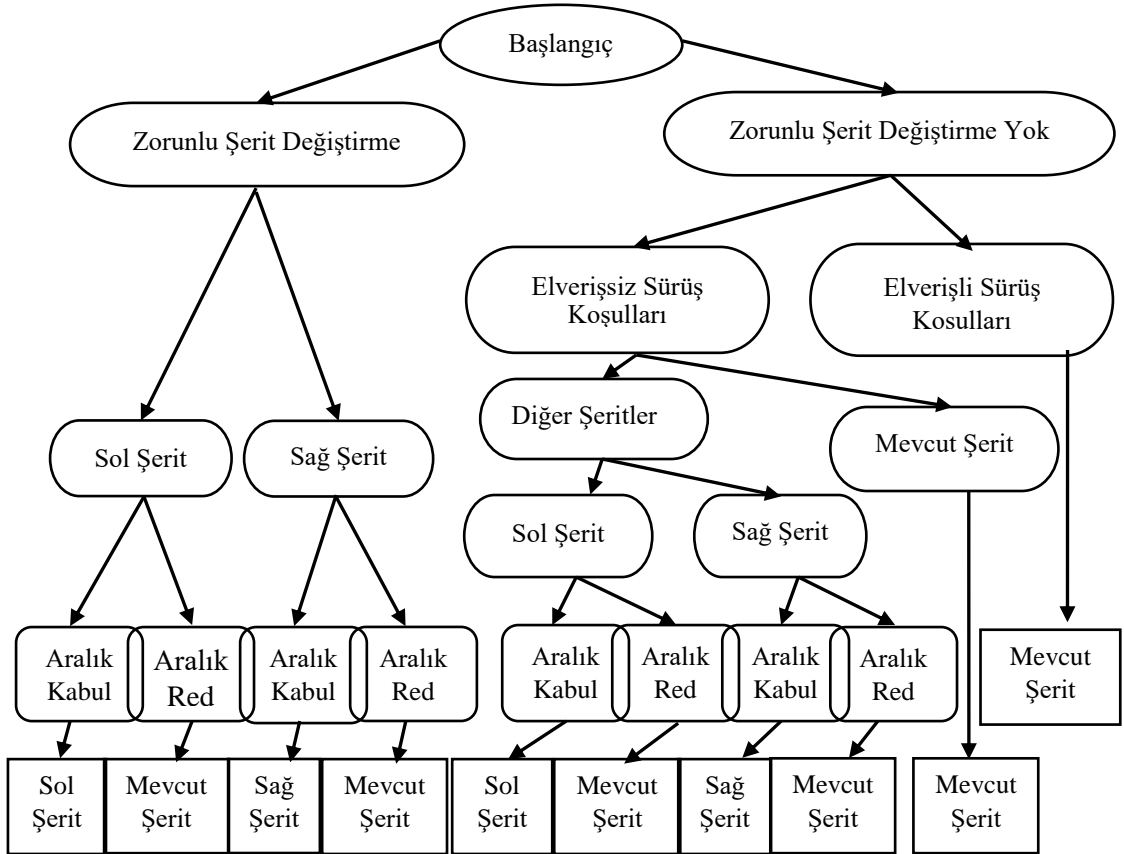 Başlangıç
Zorunlu Şerit Değiştirme
Zorunlu Şerit Değiştirme Yok
Elverişsiz Sürüş
Koşulları
Elverişli Sürüş
Kosulları
Diğer Şeritler
Mevcut Şerit
Sol Şerit
Sağ Şerit
Sol Şerit
Sağ Şerit
Aralık
Kabul
Aralık
Red
Aralık
Kabul
Aralık
Red
Aralık
Kabul
Aralık
Red
Aralık
Kabul
Aralık
Red
Mevcut
Şerit
Sol
Şerit
Mevcut
Şerit
Sağ
Şerit
Mevcut
Şerit
Sol
Şerit
Mevcut
Şerit
Sağ
Şerit
Mevcut
Şerit
Mevcut
Şerit